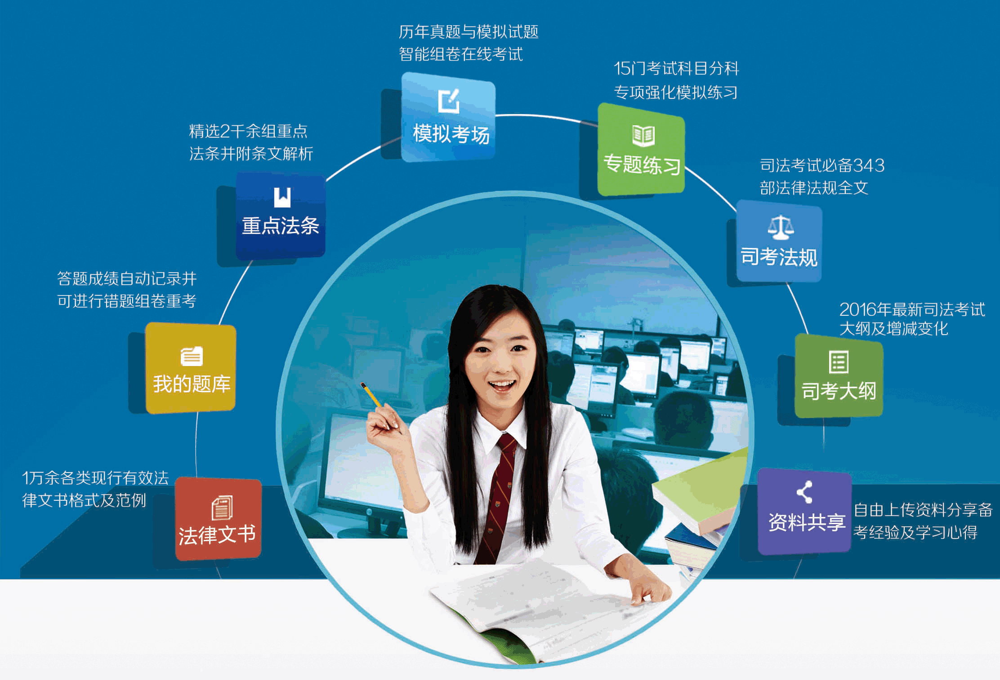 历年真题与模拟试题
智能组卷在线考试
模拟考场
15门考试科目分科
专项强化模拟练习
专题练习
精选2千余组重点
法条并附条文解析
重点法条
司法考试必备343
部法律法规全文
司考法规
答题成绩自动记录并
可进行错题组卷重考
我的题库
2016年最新司法考试
大纲及增减变化
司考大纲
1万余各类现行有效法
律文书格式及范例
法律文书
资料共享
自由上传资料分享备
考经验及学习心得